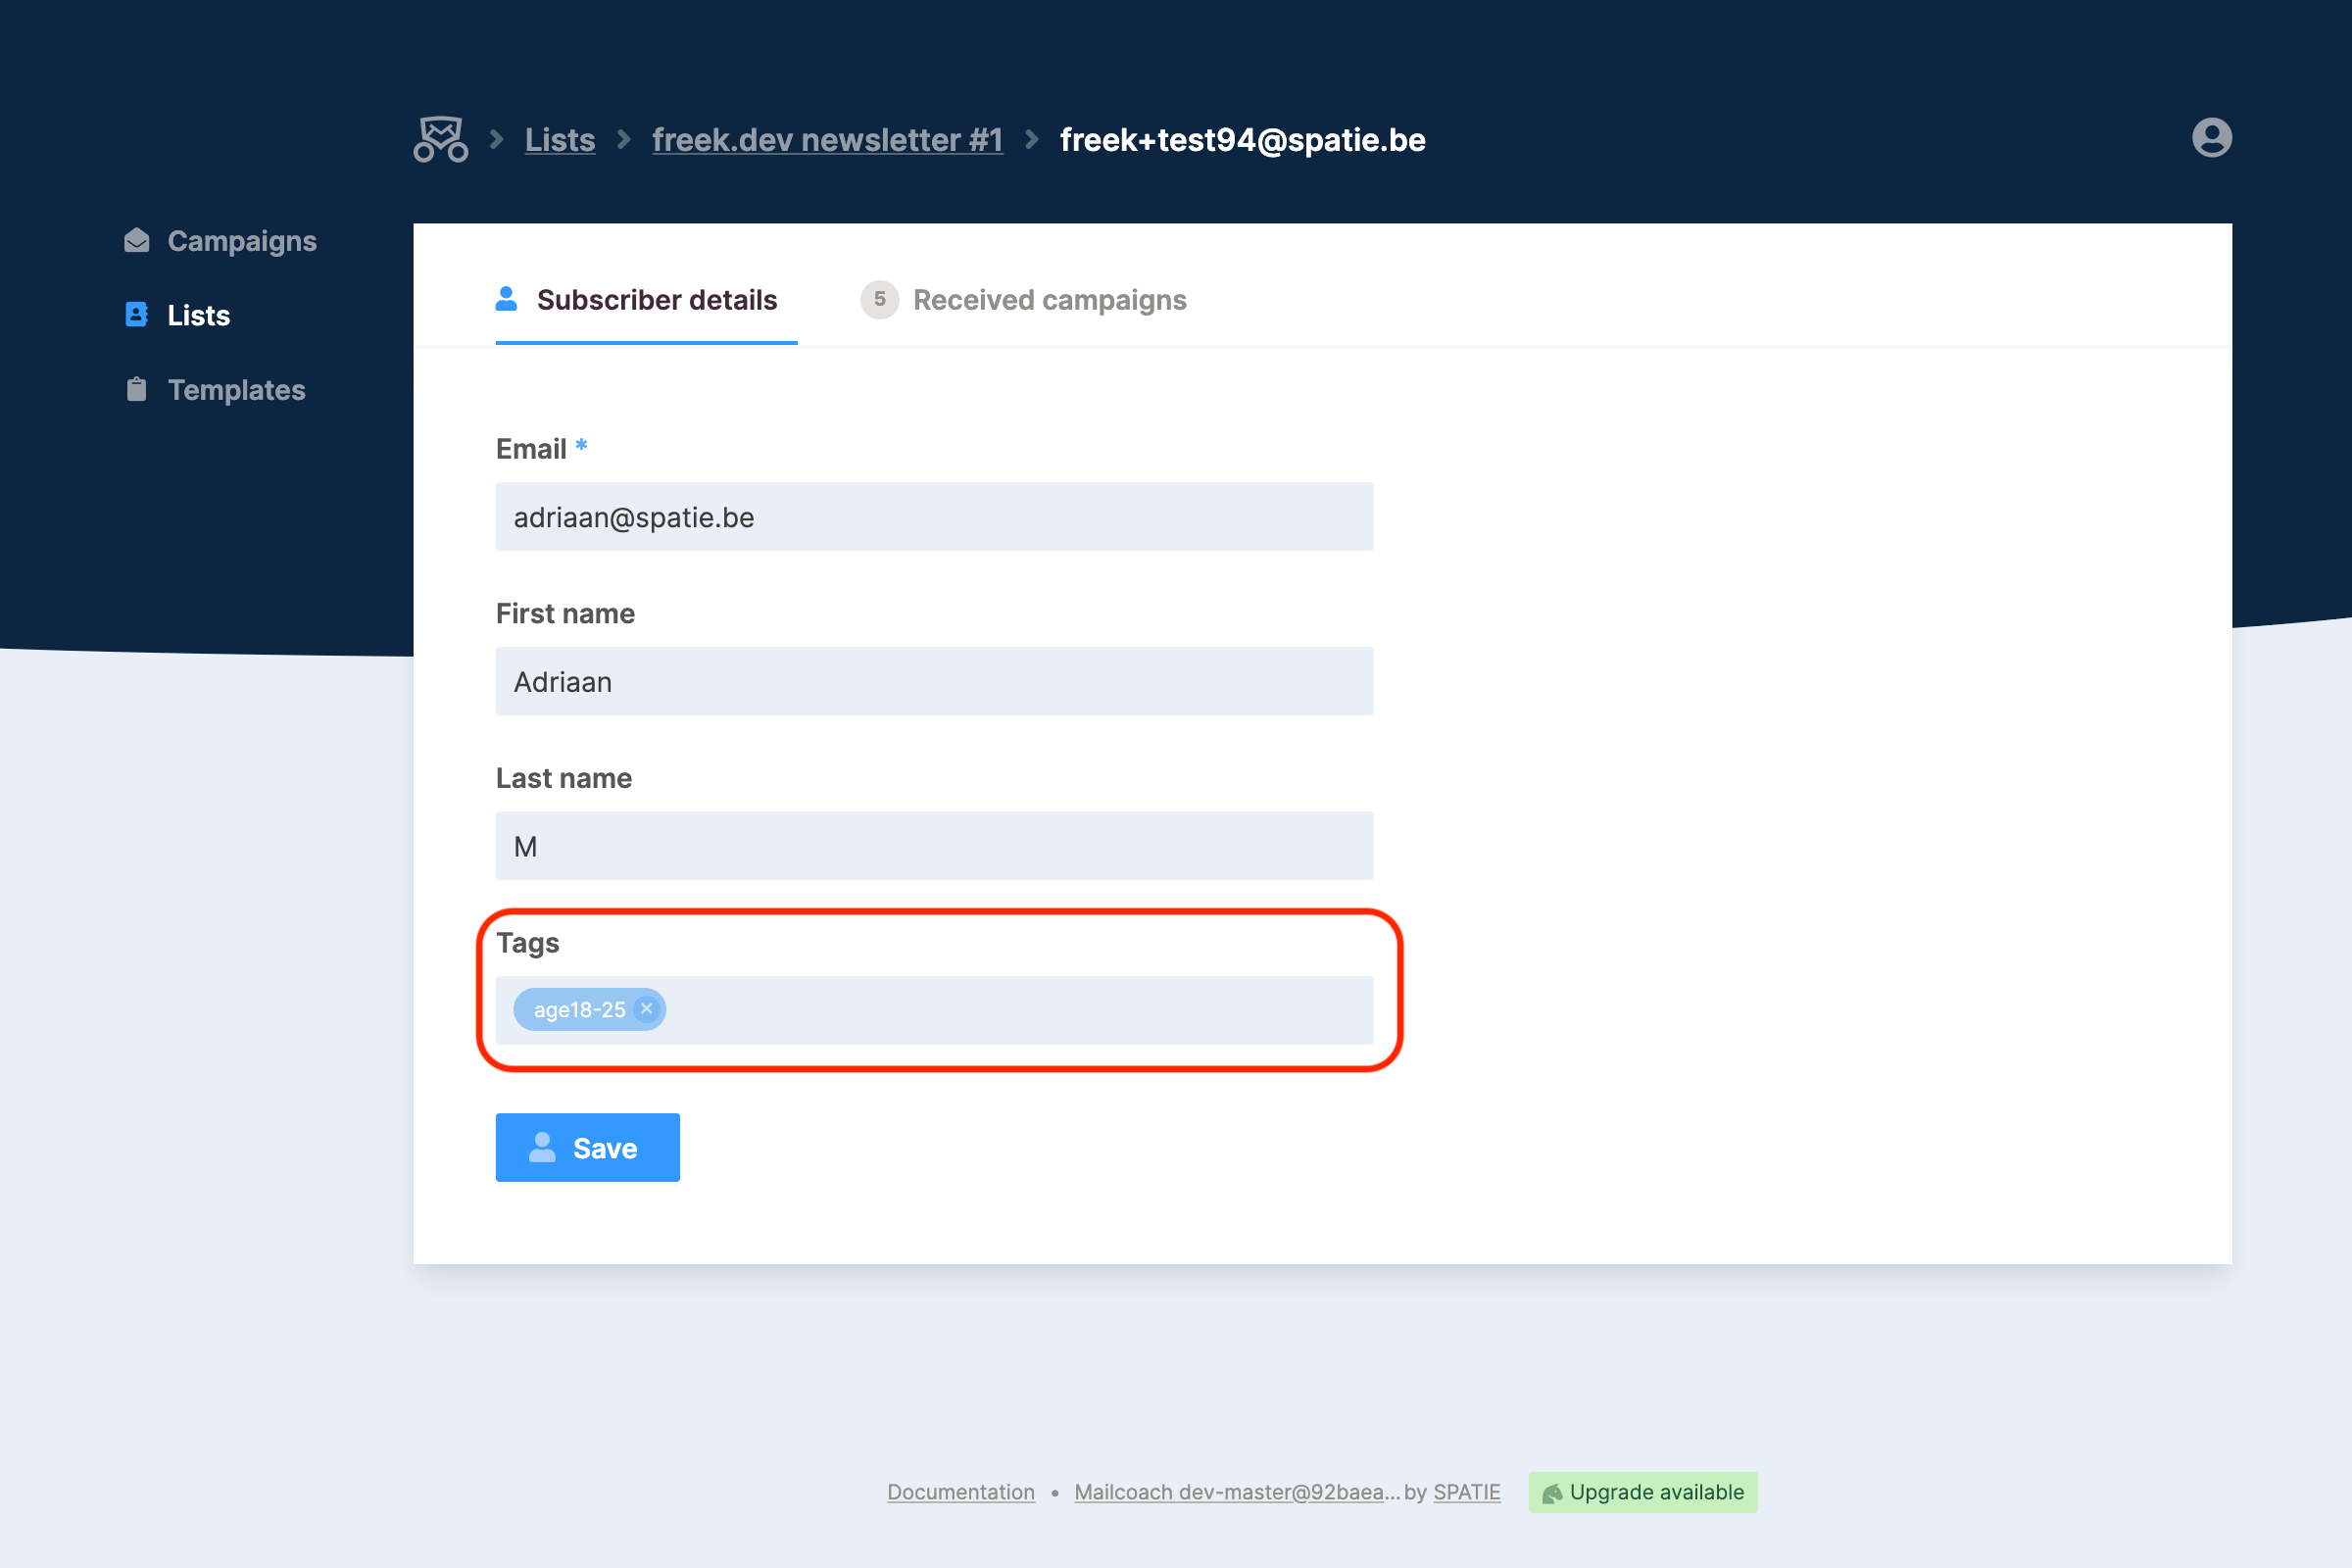 Lists freek.dev newsletter #1 freek+test94@spatie.be
Campaigns
Lists
Templates
Subscriber details
5 Received campaigns
Email *
adriaan@spatie.be
First name
Adriaan
Last name
M
Tags
age18-25
Save
Documentation • Mailcoach dev-master@92baea... by SPATIE Upgrade available